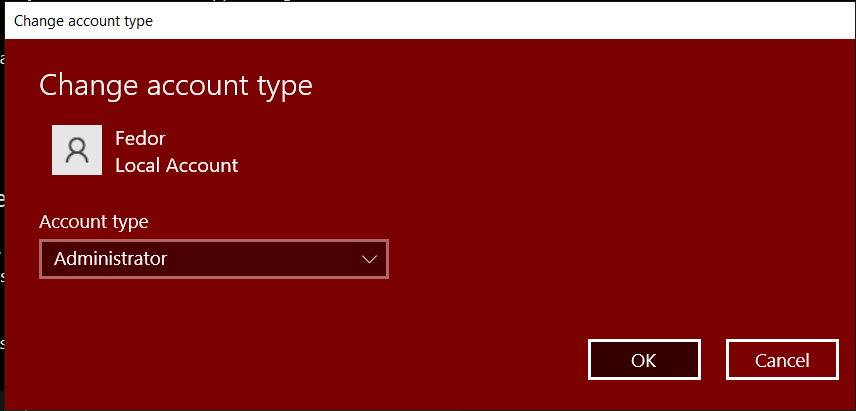 Change account type
Change account type
Fedor
Local Account
Account type
Administrator
OK
Cancel